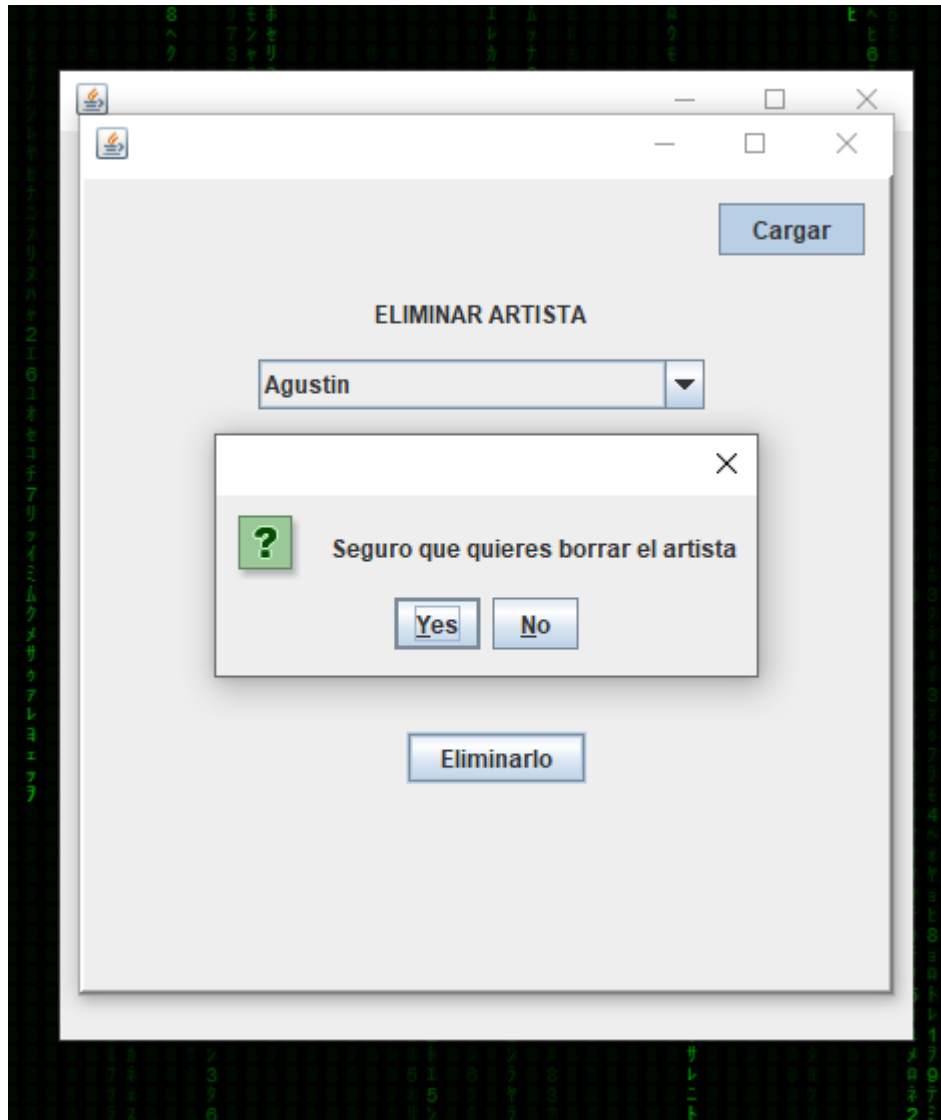 Cargar
ELIMINAR ARTISTA
Agustin
Seguro que quieres borrar el artista
Yes No
Eliminarlo